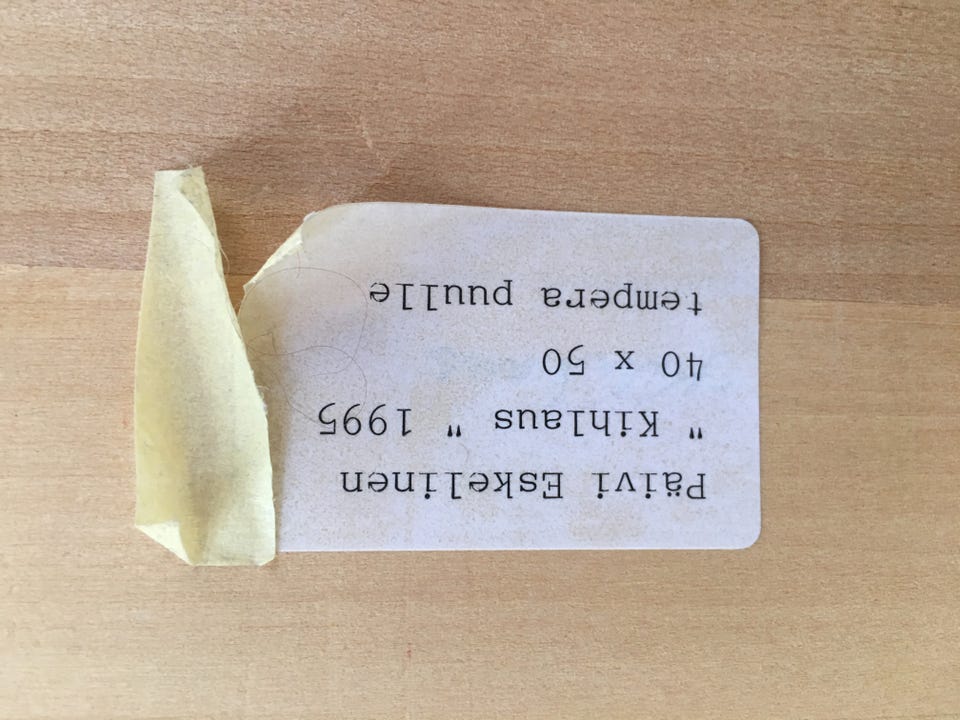 Päivi Eskelinen
" Kihlaus " 1995
40 x 50
tempera puulle